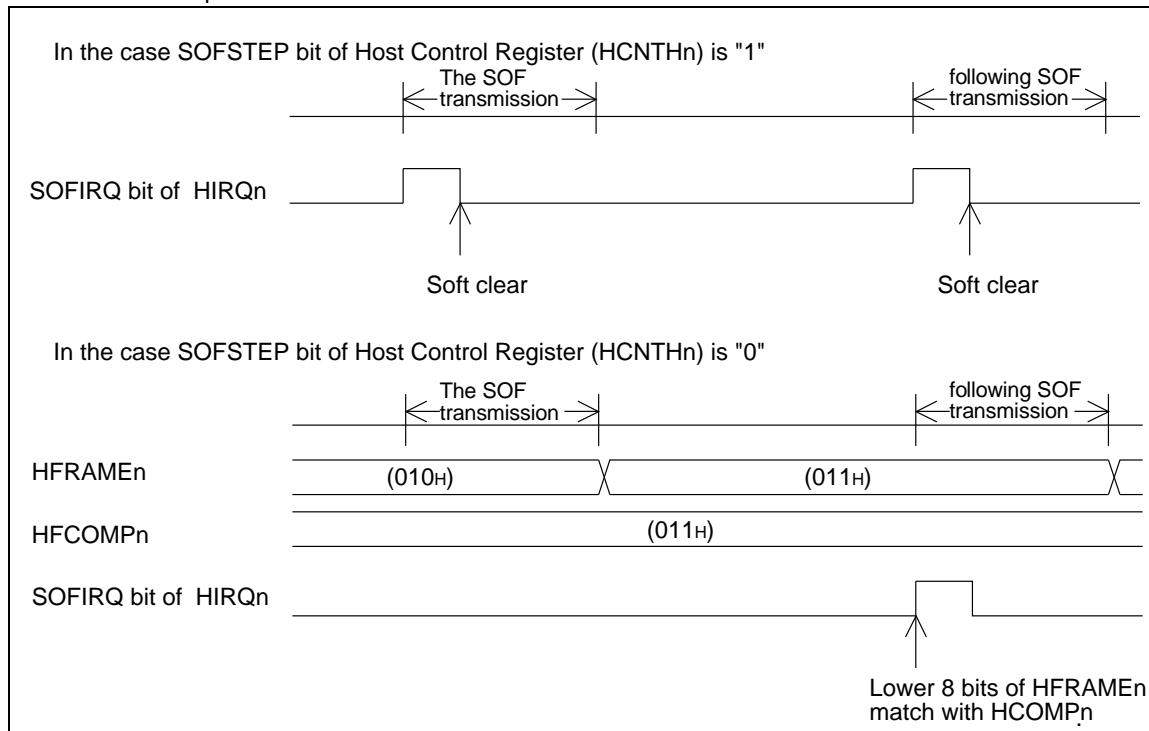 In the case SOFSTEP bit of Host Control Register (HCNTHn) is "1"
The SOF
transmission
following SOF
transmission
SOFIRQ bit of HIRQn
Soft clear
Soft clear
In the case SOFSTEP bit of Host Control Register (HCNTHn) is "0"
The SOF
transmission
following SOF
transmission
HFRAMEn
(010H)
(011H)
HFCOMPn
(011H)
SOFIRQ bit of HIRQn
Lower 8 bits of HFRAMEn
match with HCOMPn